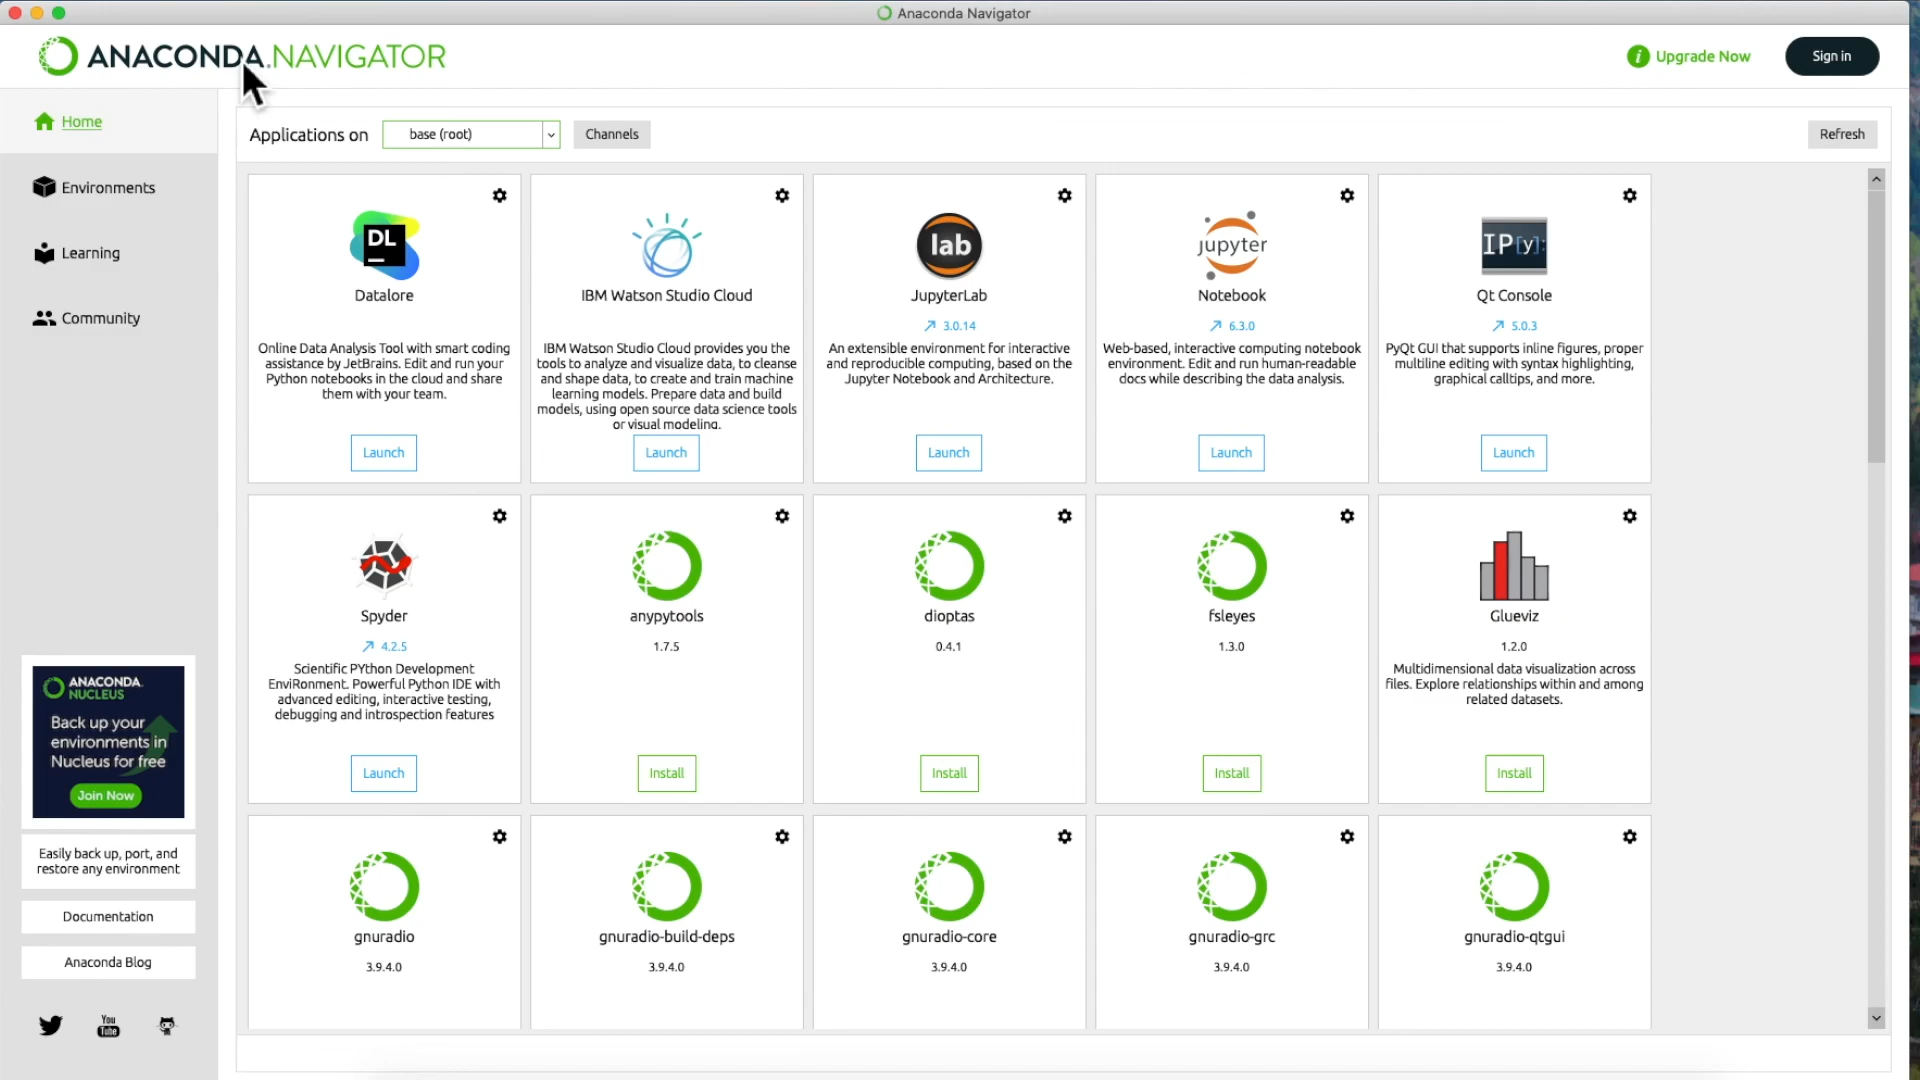 Anaconda Navigator
ANACONDA.NAVIGATOR
Upgrade Now
Sign in
Home
Environments
Learning
Community
Applications on
base (root)
Channels
Refresh
DL
Datalore
Online Data Analysis Tool with smart coding
assistance by JetBrains. Edit and run your
Python notebooks in the cloud and share
them with your team.
Launch
IBM Watson Studio Cloud
IBM Watson Studio Cloud provides you the
tools to analyze and visualize data, to cleanse
and shape data, to create and train machine
learning models. Prepare data and build
models, using open source data science tools
or visual modeling.
Launch
lab
JupyterLab
3.0.14
An extensible environment for interactive
and reproducible computing, based on the
Jupyter Notebook and Architecture.
Launch
jupyter
Notebook
6.3.0
Web-based, interactive computing notebook
environment. Edit and run human-readable
docs while describing the data analysis.
Launch
IP[y]:
Qt Console
5.0.3
PyQt GUI that supports inline figures, proper
multiline editing with syntax highlighting,
graphical calltips, and more.
Launch
Spyder
4.2.5
Scientific PYthon Development
EnviRonment. Powerful Python IDE with
advanced editing, interactive testing,
debugging and introspection features
Launch
anypytools
1.7.5
Install
dioptas
0.4.1
Install
fsleyes
1.3.0
Install
Glueviz
1.2.0
Multidimensional data visualization across
files. Explore relationships within and among
related datasets.
Install
gnuradio
3.9.4.0
gnuradio-build-deps
3.9.4.0
gnuradio-core
3.9.4.0
gnuradio-grc
3.9.4.0
gnuradio-qtgui
3.9.4.0
ANACONDA.
NUCLEUS
Back up your
environments in
Nucleus for free
Join Now
Easily back up, port, and
restore any environment
Documentation
Anaconda Blog
You
Tube